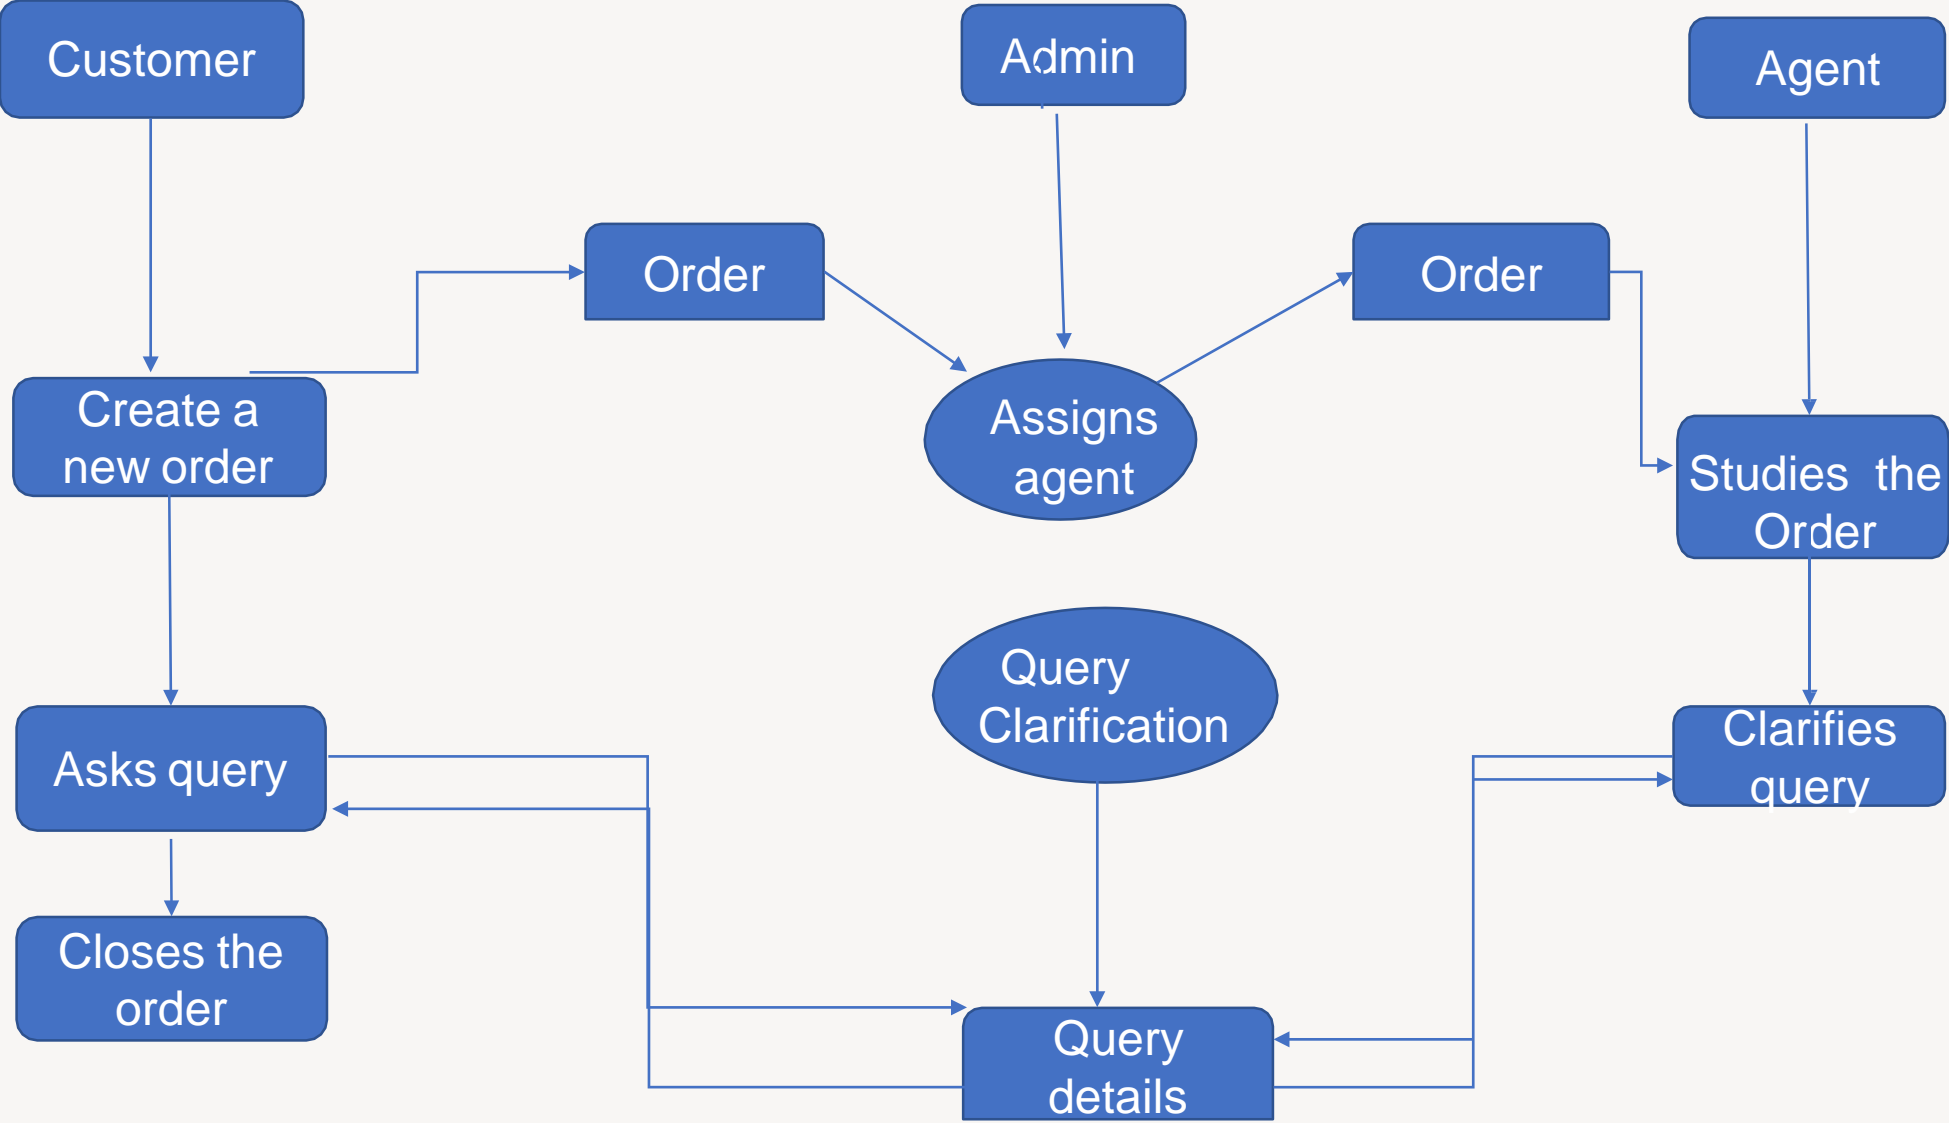 Customer
Admin
Agent
Order
Order
Create a
new order
Assigns
agent
Studies the
Order
Query
Clarification
Asks query
Clarifies
query
Closes the
order
Query
details